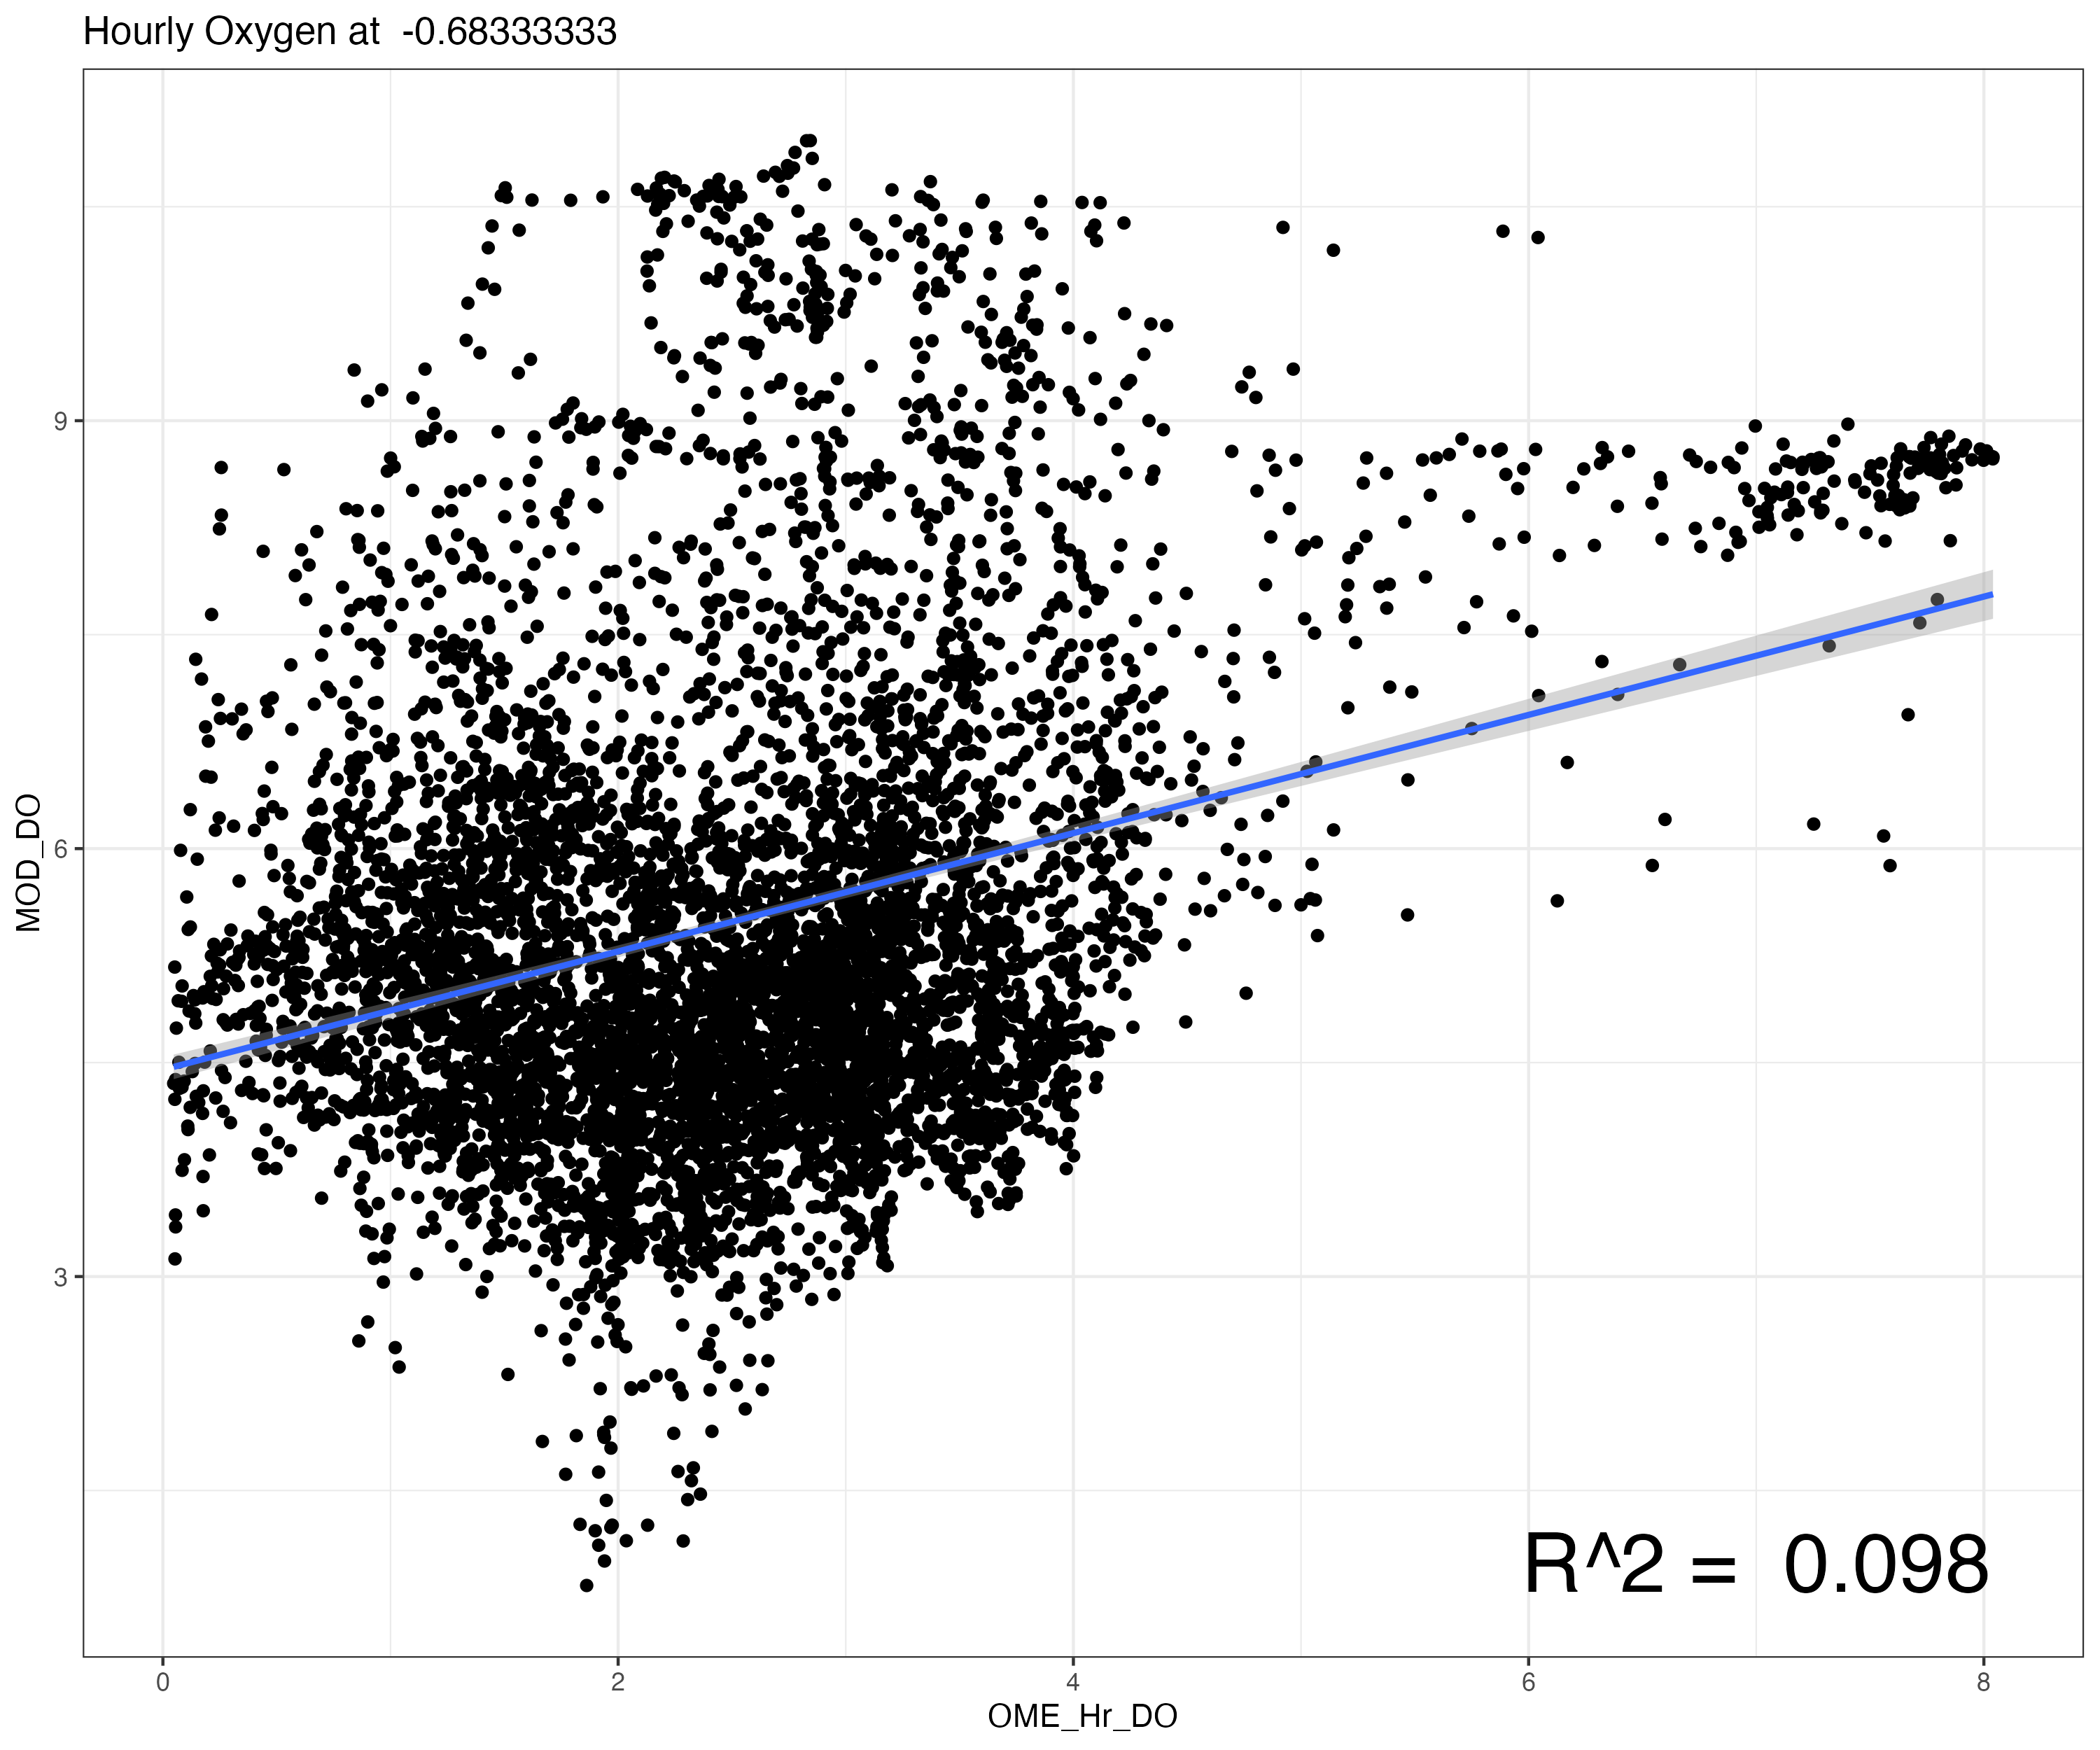 Hourly Oxygen at  -0.68333333
MOD_DO
9
6
3
R^2 =  0.098
0 2 4 6 8
OME_Hr_DO